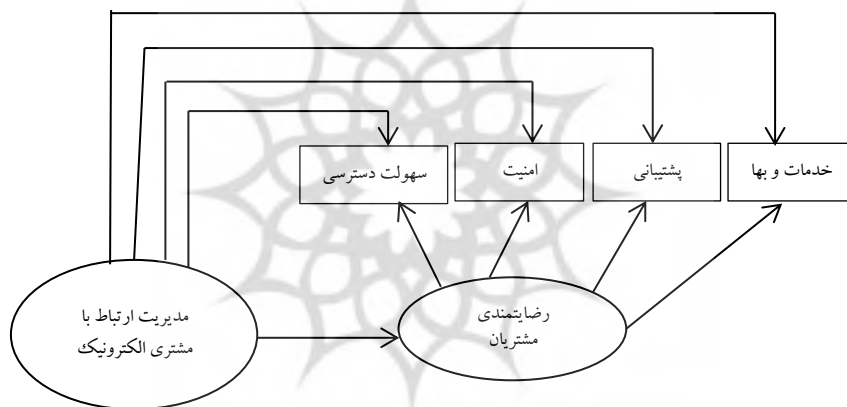 خدمات و بها
پشتیبانی
امنیت
سهولت دسترسی
رضایتمندی
مشتریان
مدیریت ارتباط با
مشتری الکترونیک